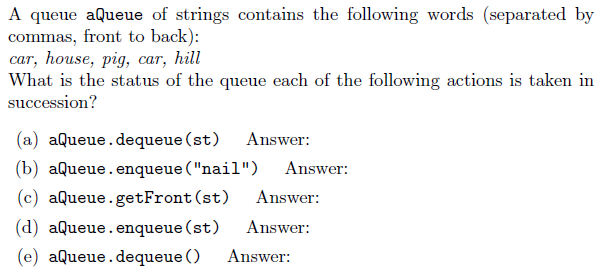 A queue aQueue of strings contains the following words (separated by
commas, front to back):
car, house, pig, car, hill
What is the status of the queue each of the following actions is taken in
succession?
(a) aQueue.dequeue(st) Answer:
(b) aQueue.enqueue("nail") Answer:
(c) aQueue.getFront(st) Answer:
(d) aQueue.enqueue(st) Answer:
(e) aQueue.dequeue() Answer: